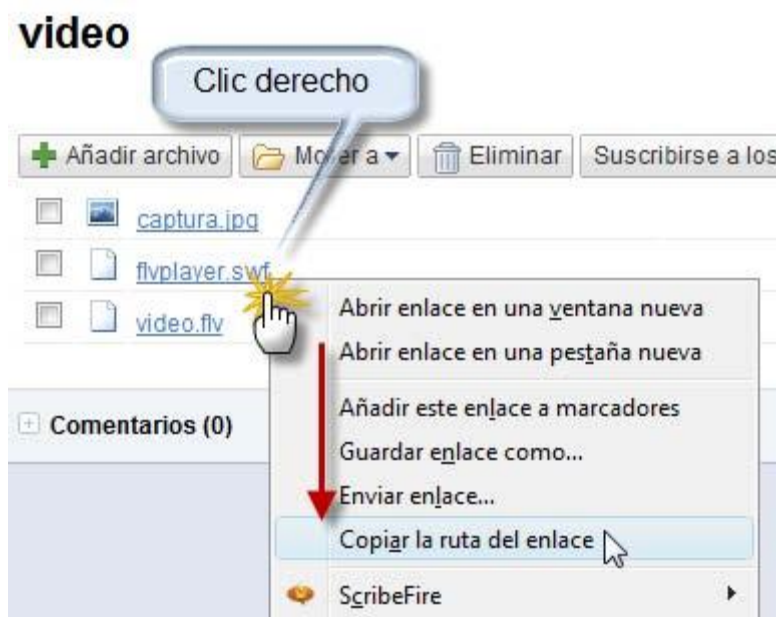 video
Clic derecho
Añadir archivo Mover a Eliminar Suscribirse a los
captura.jpg
flvplayer.swf
video.flv
Abrir enlace en una ventana nueva
Abrir enlace en una pestaña nueva
Añadir este enlace a marcadores
Guardar enlace como...
Enviar enlace...
Copiar la ruta del enlace
ScribeFire
Comentarios (0)